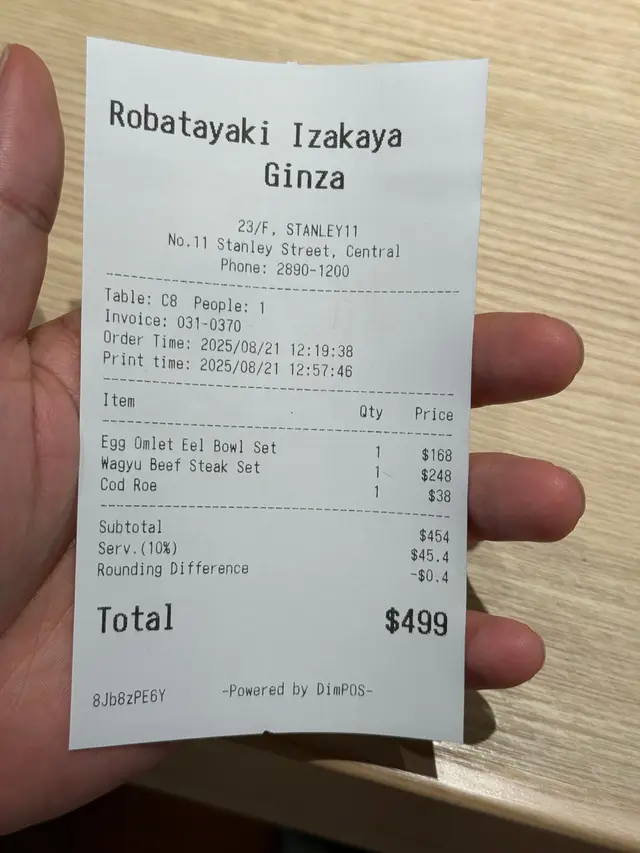 Robatayaki Izakaya
Ginza
23/F, STANLEY11
No.11 Stanley Street, Central
Phone: 2890-1200
Table: C8 People: 1
Invoice: 031-0370
Order Time: 2025/08/21 12:19:38
Print time: 2025/08/21 12:57:46
Item Qty Price
Egg Omlet Eel Bowl Set 1 $168
Wagyu Beef Steak Set 1 $248
Cod Roe 1 $38
Subtotal $454
Serv.(10%) $45.4
Rounding Difference -$0.4
Total $499
8Jb8zPE6Y -Powered by DimPOS-